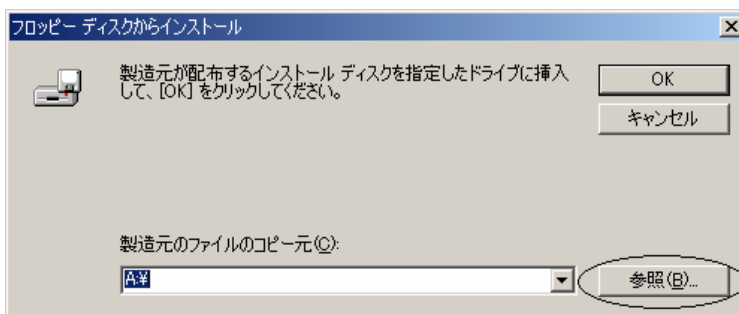 フロッピー ディスクからインストール
製造元が配布するインストール ディスクを指定したドライブに挿入
して、[OK] をクリックしてください。
OK
キャンセル
製造元のファイルのコピー元(C):
A:¥
参照(B)...